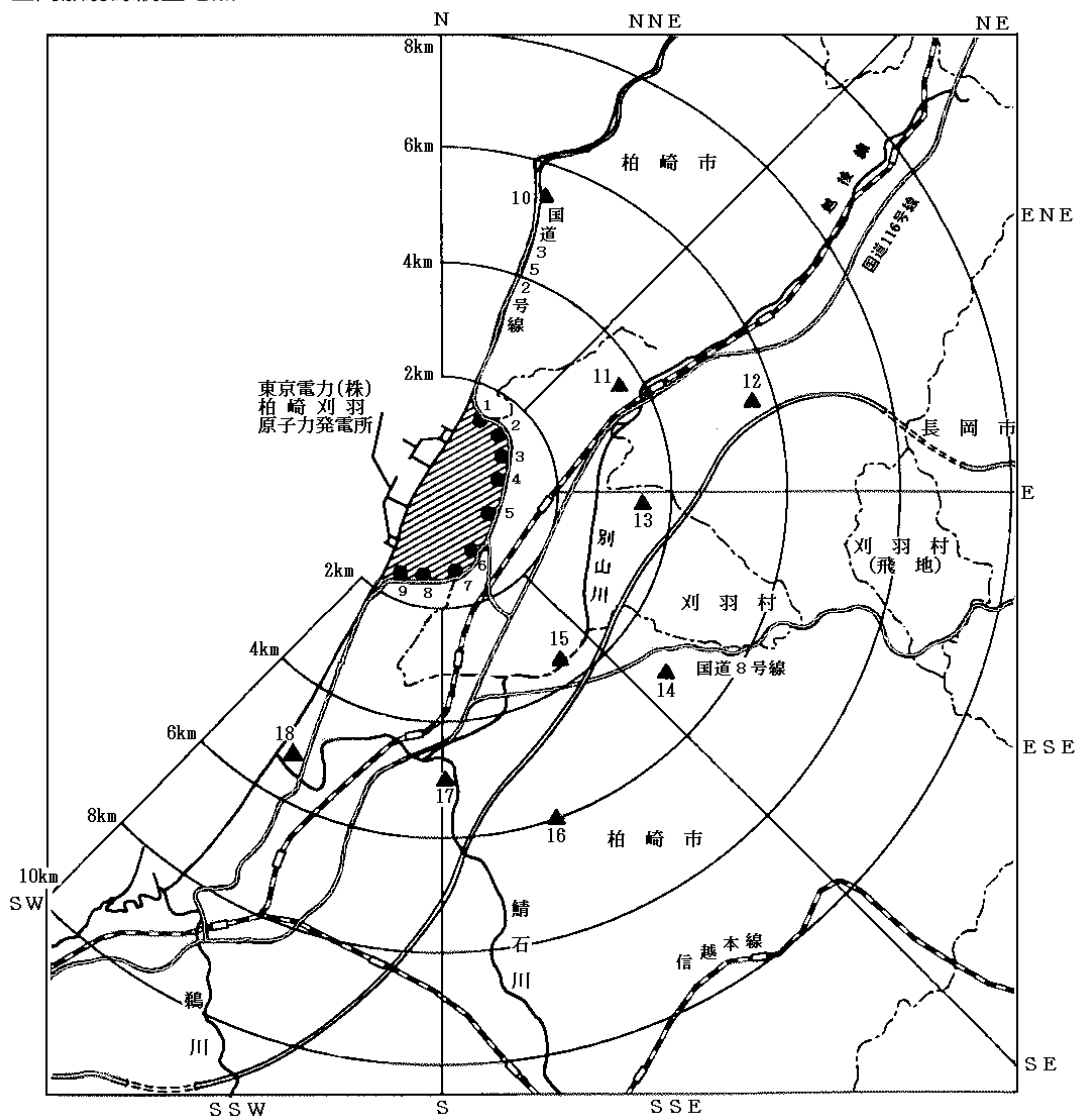 N
NNE
NE
8km
6km
柏崎市
越後線
10
国道352号線
国道116号線
ENE
4km
2km
11
12
東京電力(株)
柏崎刈羽
原子力発電所
1
2
3
4
5
6
7
8
9
長岡市
E
13
別山川
刈羽村
(飛地)
2km
刈羽村
15
国道8号線
14
4km
6km
18
ESE
17
16
柏崎市
8km
10km
SW
鯖石川
信越本線
鵜川
SE
SSW
S
SSE